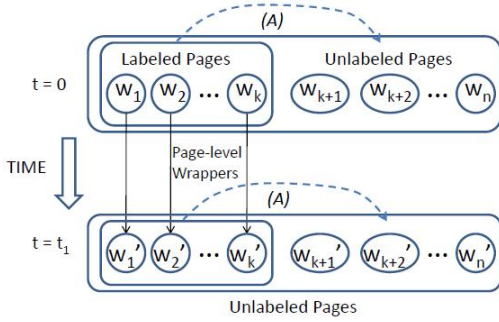 (A)
Labeled Pages Unlabeled Pages
t = 0 w₁ w₂ ... wₖ wₖ₊₁ wₖ₊₂ ... wₙ
TIME
Page-level
Wrappers
(A)
t = t₁ w₁' w₂' ... wₖ' wₖ₊₁' wₖ₊₂' ... wₙ'
Unlabeled Pages